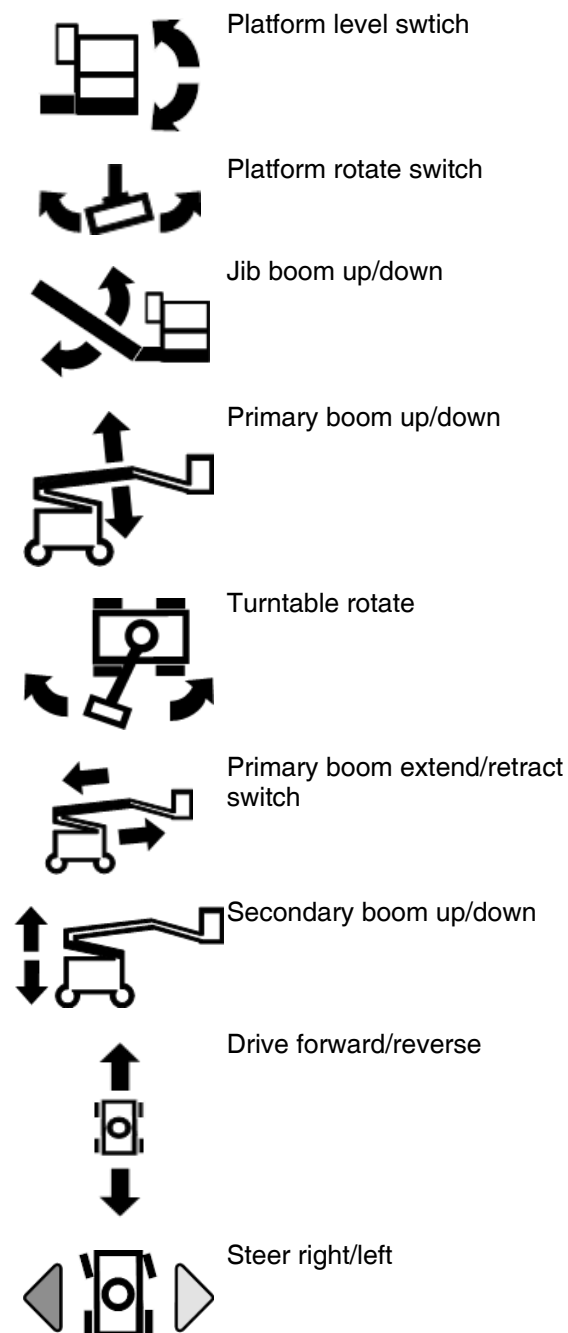 Platform level swtich
Platform rotate switch
Jib boom up/down
Primary boom up/down
Turntable rotate
Primary boom extend/retract
switch
Secondary boom up/down
Drive forward/reverse
Steer right/left